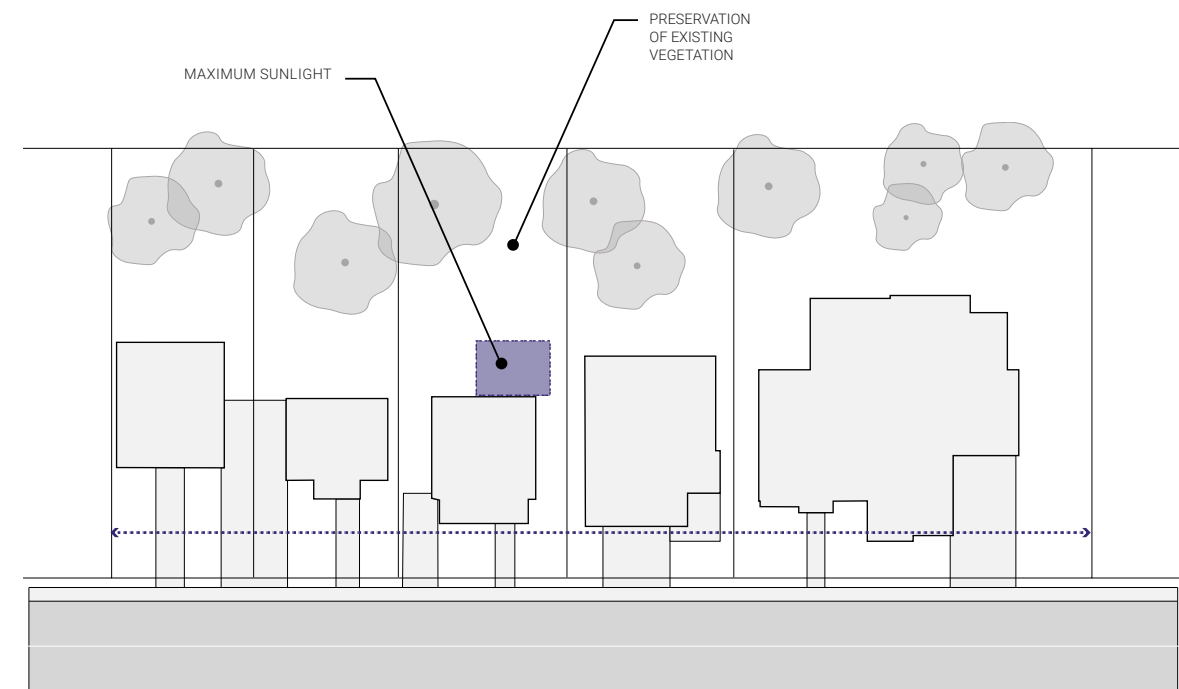 PRESERVATION
OF EXISTING
VEGETATION
MAXIMUM SUNLIGHT